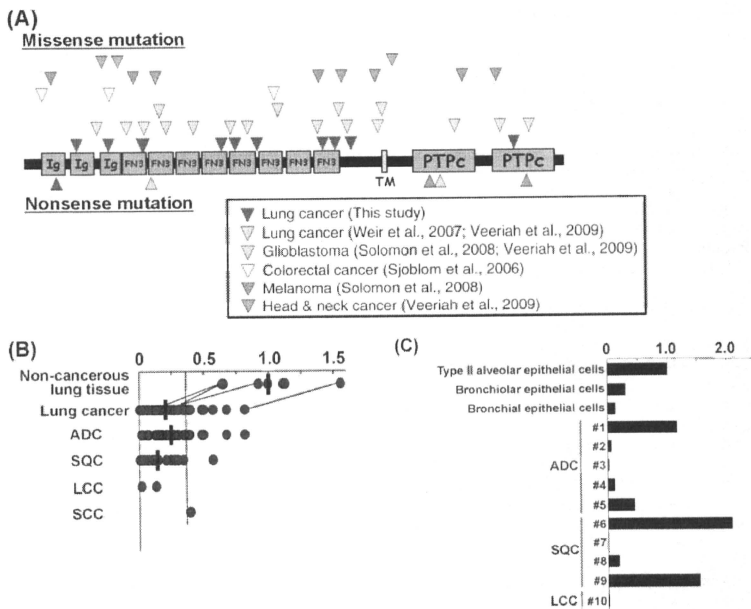 (A)
Missense mutation
Ig Ig Ig FN3 FN3 FN3 FN3 FN3 FN3 FN3 FN3 PTPc PTPc
TM
Nonsense mutation
Lung cancer (This study)
Lung cancer (Weir et al., 2007; Veeriah et al., 2009)
Glioblastoma (Solomon et al., 2008; Veeriah et al., 2009)
Colorectal cancer (Sjoblom et al., 2006)
Melanoma (Solomon et al., 2008)
Head & neck cancer (Veeriah et al., 2009)
(B)
0 0.5 1.0 1.5
Non-cancerous
lung tissue
Lung cancer
ADC
SQC
LCC
SCC
(C)
0 1.0 2.0
Type II alveolar epithelial cells
Bronchiolar epithelial cells
Bronchial epithelial cells
ADC
#1
#2
#3
#4
#5
SQC
#6
#7
#8
#9
LCC #10